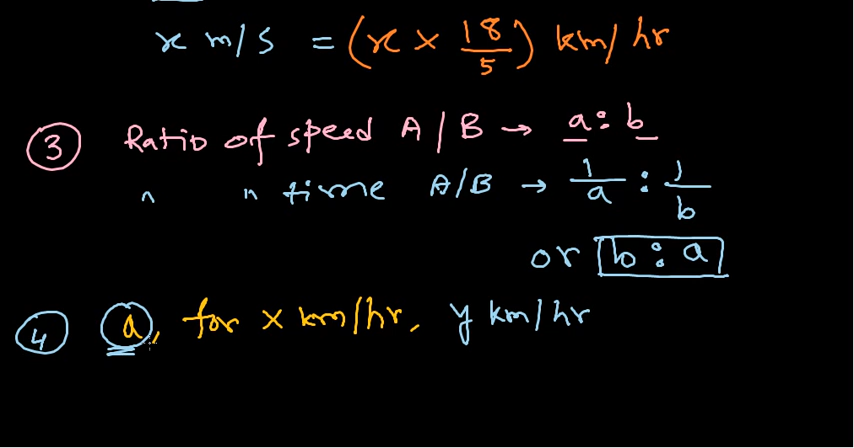 x m/s = (x × 18/5) km/hr
③ Ratio of speed A/B → a : b
" " time A/B → 1/a : 1/b
or b : a
④ a, for x km/hr, y km/hr